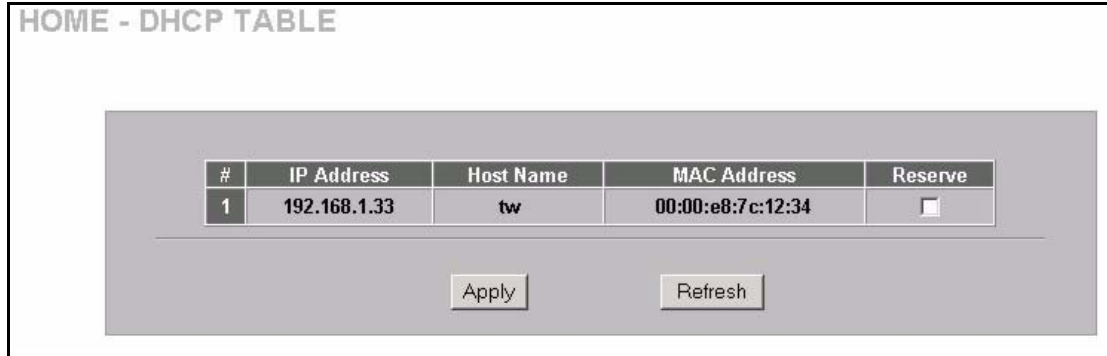 HOME - DHCP TABLE
# IP Address Host Name MAC Address Reserve
1 192.168.1.33 tw 00:00:e8:7c:12:34
Apply Refresh